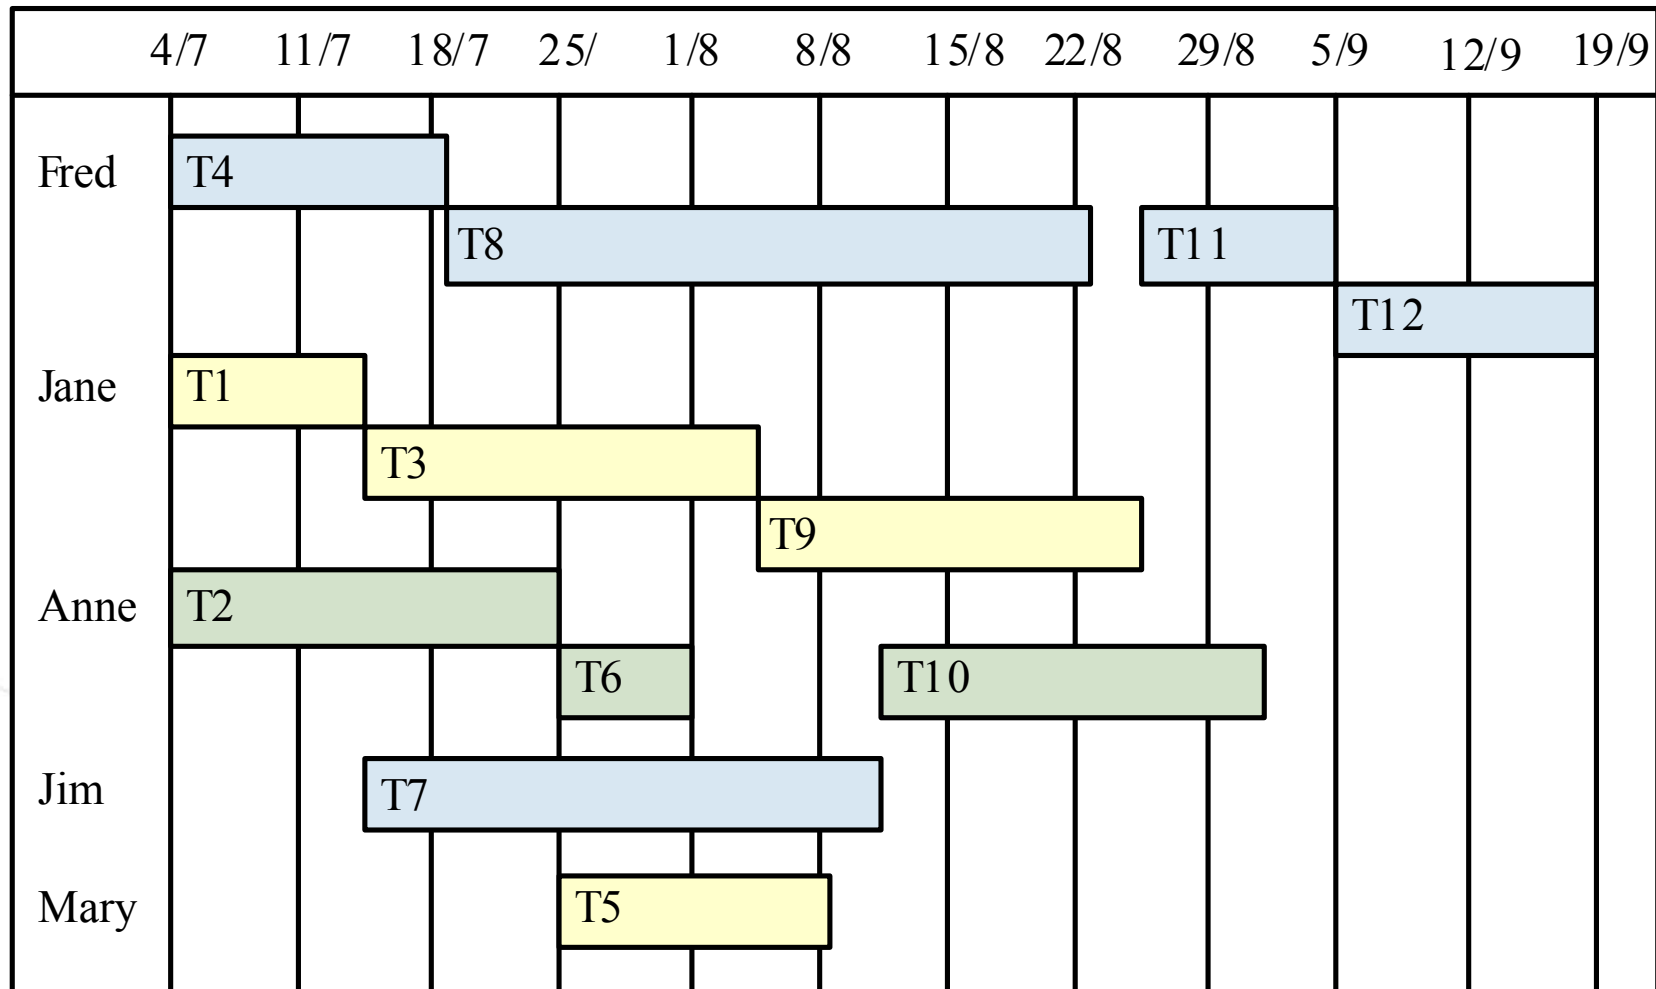 4/7 11/7 18/7 25/ 1/8 8/8 15/8 22/8 29/8 5/9 12/9 19/9
Fred T4
T8 T11
T12
Jane T1
T3
T9
Anne T2
T6 T10
Jim T7
Mary T5